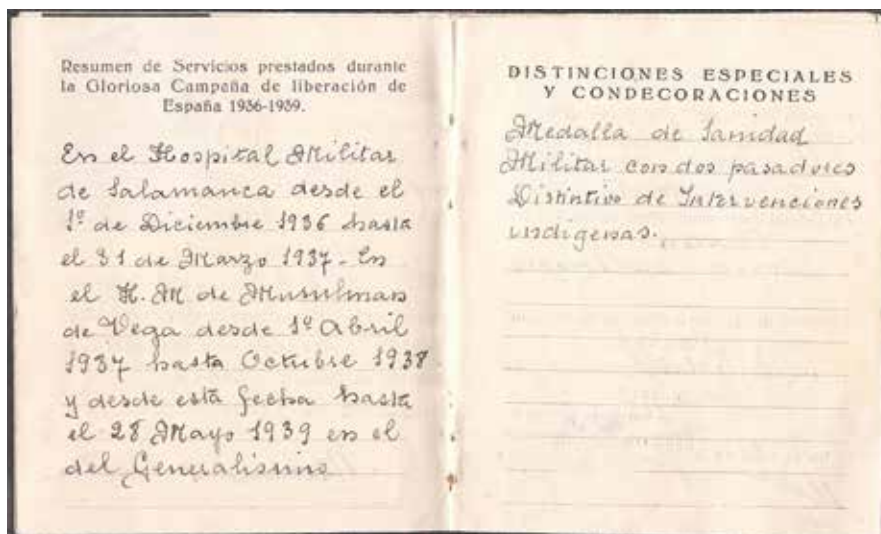 Resumen de Servicios prestados durante
la Gloriosa Campaña de liberación de
España 1936-1939.
En el Hospital Militar
de Salamanca desde el
1º de Diciembre 1936 hasta
el 31 de Marzo 1937 - En
el H. M de Musulman
de Vega desde 1º Abril
1937 hasta Octubre 1938
y desde esta fecha hasta
el 28 Mayo 1939 en el
del Generalisimo
DISTINCIONES ESPECIALES
Y CONDECORACIONES
Medalla de Sanidad
Militar con dos pasadores
Distintivo de Intervenciones
indigenas.